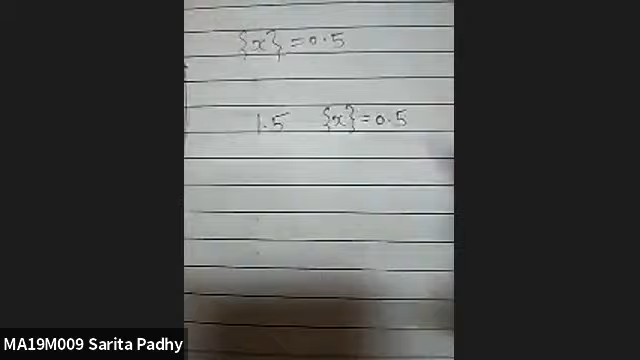 {x} = 0.5
1.5 {x} = 0.5
MA19M009 Sarita Padhy